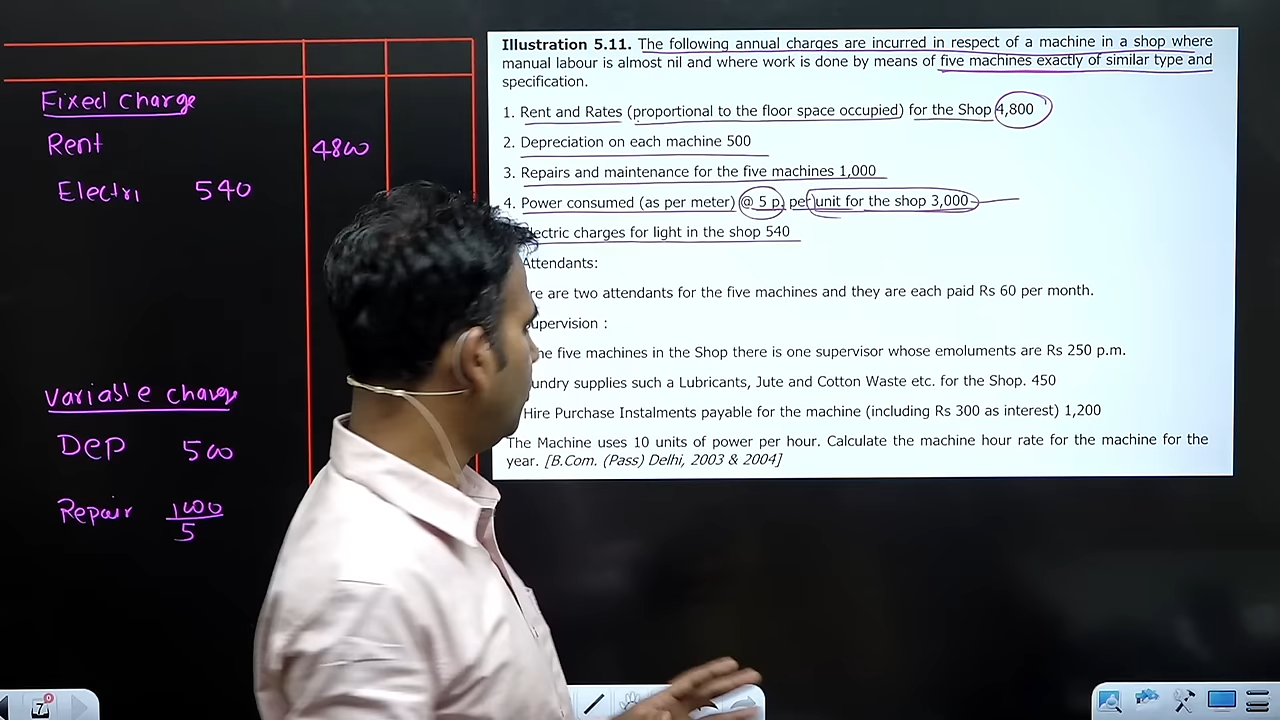 Fixed Charge
Rent 4800
Electri 540
Variable charge
Dep 500
Repair 1000
5
Illustration 5.11. The following annual charges are incurred in respect of a machine in a shop where
manual labour is almost nil and where work is done by means of five machines exactly of similar type and
specification.
1. Rent and Rates (proportional to the floor space occupied) for the Shop 4,800
2. Depreciation on each machine 500
3. Repairs and maintenance for the five machines 1,000
4. Power consumed (as per meter) @ 5 p. per unit for the shop 3,000
ectric charges for light in the shop 540
Attendants:
re are two attendants for the five machines and they are each paid Rs 60 per month.
upervision :
he five machines in the Shop there is one supervisor whose emoluments are Rs 250 p.m.
undry supplies such a Lubricants, Jute and Cotton Waste etc. for the Shop. 450
Hire Purchase Instalments payable for the machine (including Rs 300 as interest) 1,200
The Machine uses 10 units of power per hour. Calculate the machine hour rate for the machine for the
year. [B.Com. (Pass) Delhi, 2003 & 2004]
7
0